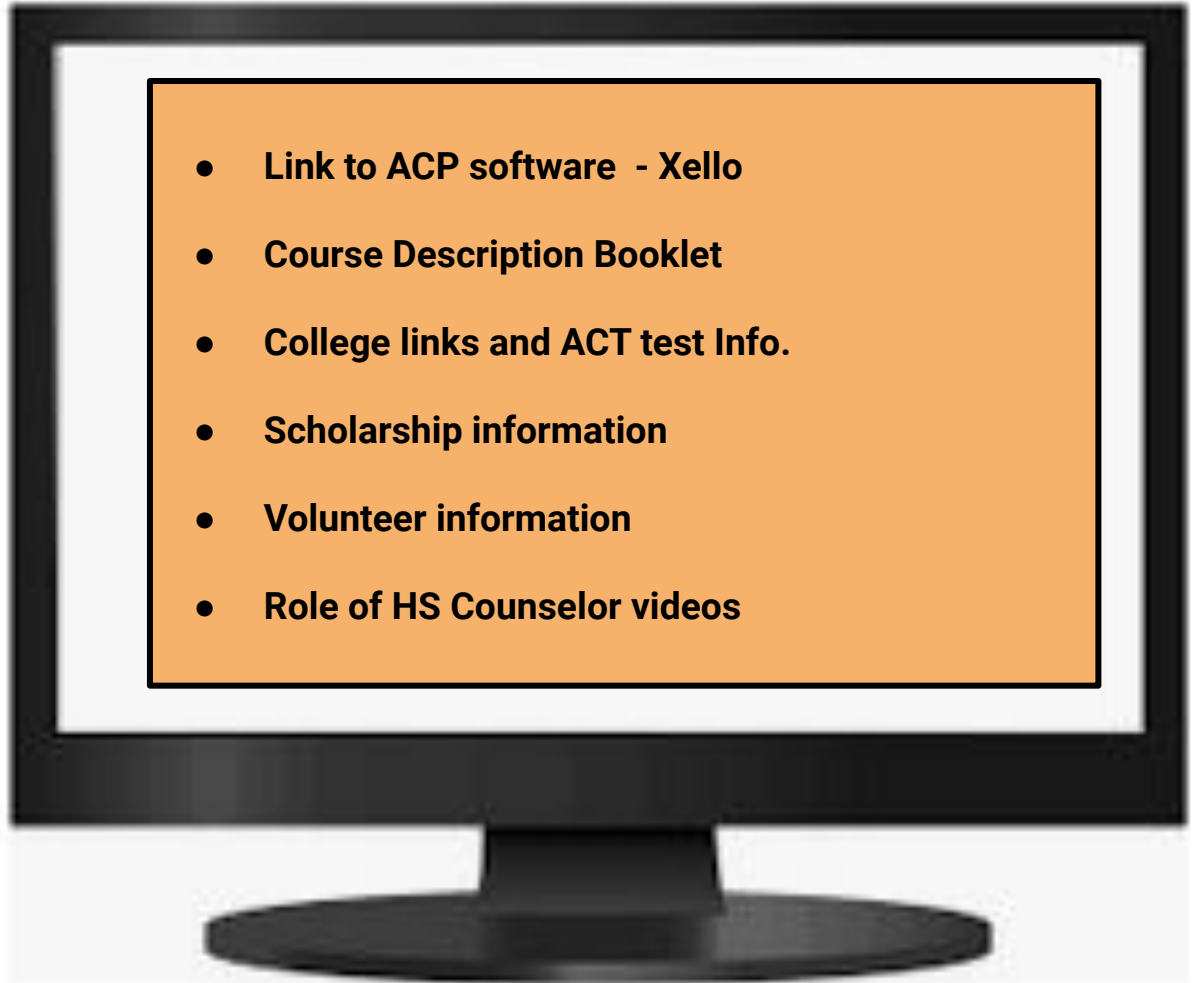 ● Link to ACP software - Xello
● Course Description Booklet
● College links and ACT test Info.
● Scholarship information
● Volunteer information
● Role of HS Counselor videos